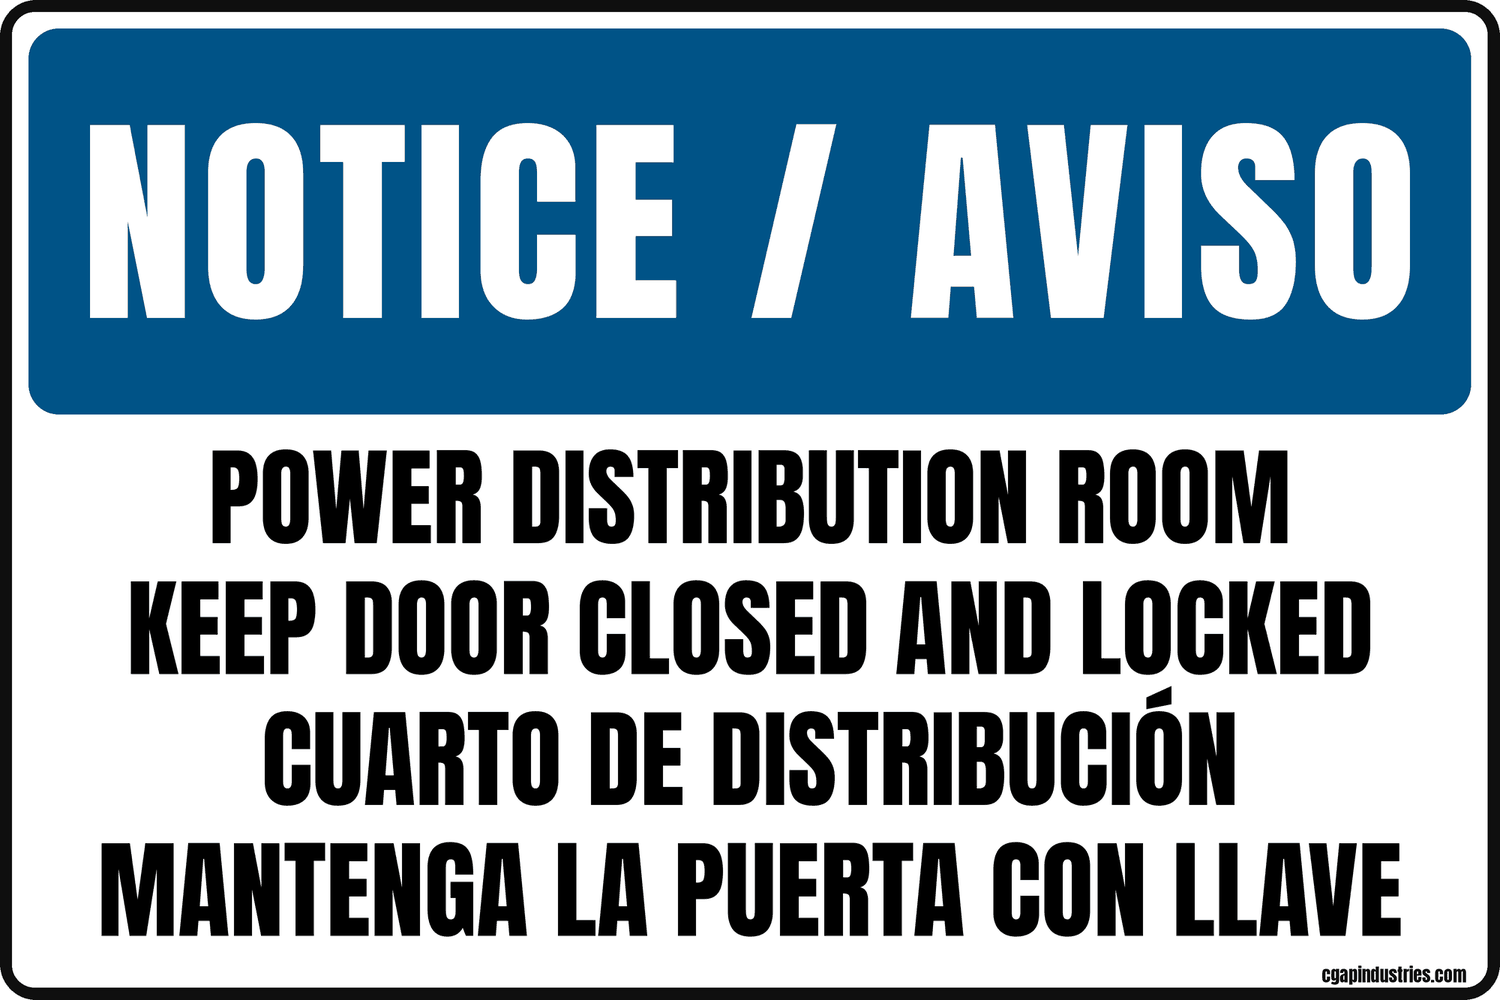 NOTICE / AVISO
POWER DISTRIBUTION ROOM
KEEP DOOR CLOSED AND LOCKED
CUARTO DE DISTRIBUCIÓN
MANTENGA LA PUERTA CON LLAVE
cgapindustries.com